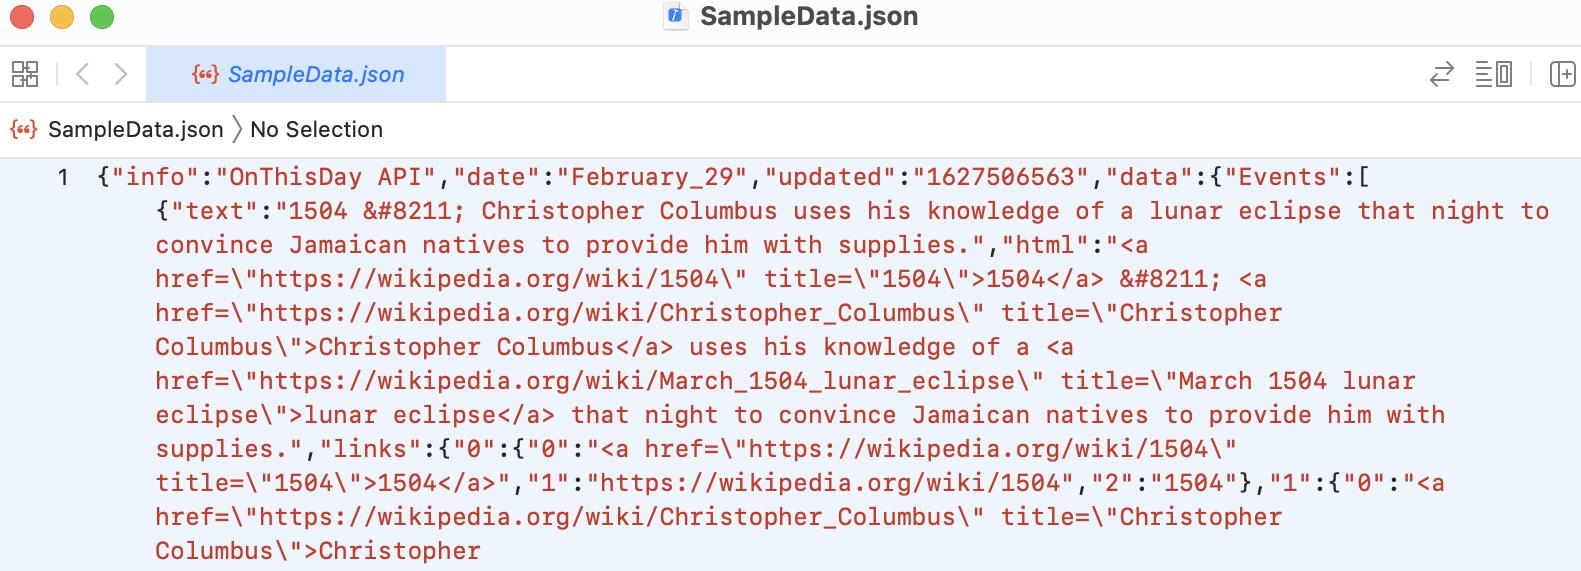 SampleData.json
SampleData.json
SampleData.json 〉 No Selection
1 {"info":"OnThisDay API","date":"February_29","updated":"1627506563","data":{"Events":[
{"text":"1504 &#8211; Christopher Columbus uses his knowledge of a lunar eclipse that night to
convince Jamaican natives to provide him with supplies.","html":"<a
href=\"https://wikipedia.org/wiki/1504\" title=\"1504\">1504</a> &#8211; <a
href=\"https://wikipedia.org/wiki/Christopher_Columbus\" title=\"Christopher
Columbus\">Christopher Columbus</a> uses his knowledge of a <a
href=\"https://wikipedia.org/wiki/March_1504_lunar_eclipse\" title=\"March 1504 lunar
eclipse\">lunar eclipse</a> that night to convince Jamaican natives to provide him with
supplies.","links":{"0":{"0":"<a href=\"https://wikipedia.org/wiki/1504\"
title=\"1504\">1504</a>","1":"https://wikipedia.org/wiki/1504","2":"1504"},"1":{"0":"<a
href=\"https://wikipedia.org/wiki/Christopher_Columbus\" title=\"Christopher
Columbus\">Christopher